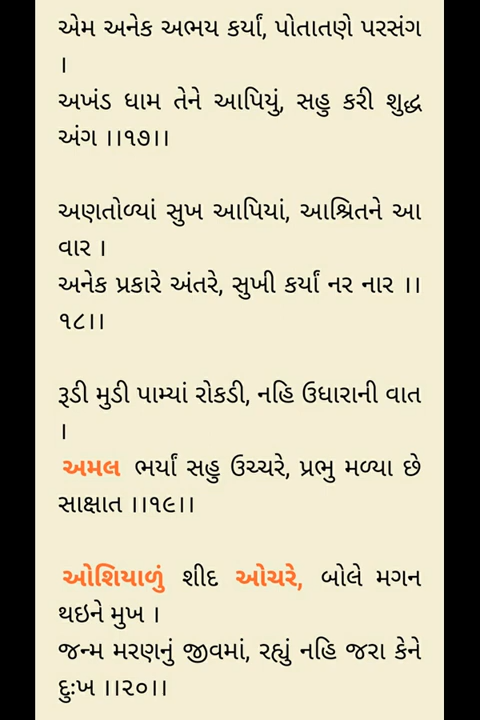 એમ અનેક અભય કર્યાં, પોતાતણે પરસંગ
।
અખંડ ધામ તેને આપિયું, સહુ કરી શુદ્ધ
અંગ ।।૧૭।।
અણતોળ્યાં સુખ આપિયાં, આશ્રિતને આ
વાર ।
અનેક પ્રકારે અંતરે, સુખી કર્યાં નર નાર ।।
૧૮।।
રૂડી મુડી પામ્યાં રોકડી, નહિ ઉધારાની વાત
।
અમલ ભર્યાં સહુ ઉચ્ચરે, પ્રભુ મળ્યા છે
સાક્ષાત ।।૧૯।।
ઓશિયાળું શીદ ઓચરે, બોલે મગન
થઇને મુખ ।
જન્મ મરણનું જીવમાં, રહ્યું નહિ જરા કેને
દુઃખ ।।૨૦।।